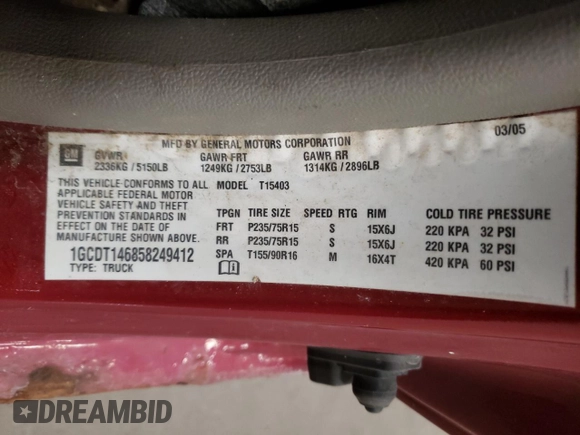 MFD BY GENERAL MOTORS CORPORATION 03/05
GM GVWR GAWR FRT GAWR RR
2336KG / 5150LB 1249KG / 2753LB 1314KG / 2896LB
THIS VEHICLE CONFORMS TO ALL MODEL T15403
APPLICABLE FEDERAL MOTOR
VEHICLE SAFETY AND THEFT
PREVENTION STANDARDS IN
EFFECT ON THE DATE OF
MANUFACTURE SHOWN ABOVE
1GCDT146858249412
TYPE: TRUCK
TPGN TIRE SIZE SPEED RTG RIM COLD TIRE PRESSURE
FRT P235/75R15 S 15X6J 220 KPA 32 PSI
RR P235/75R15 S 15X6J 220 KPA 32 PSI
SPA T155/90R16 M 16X4T 420 KPA 60 PSI
DREAMBID